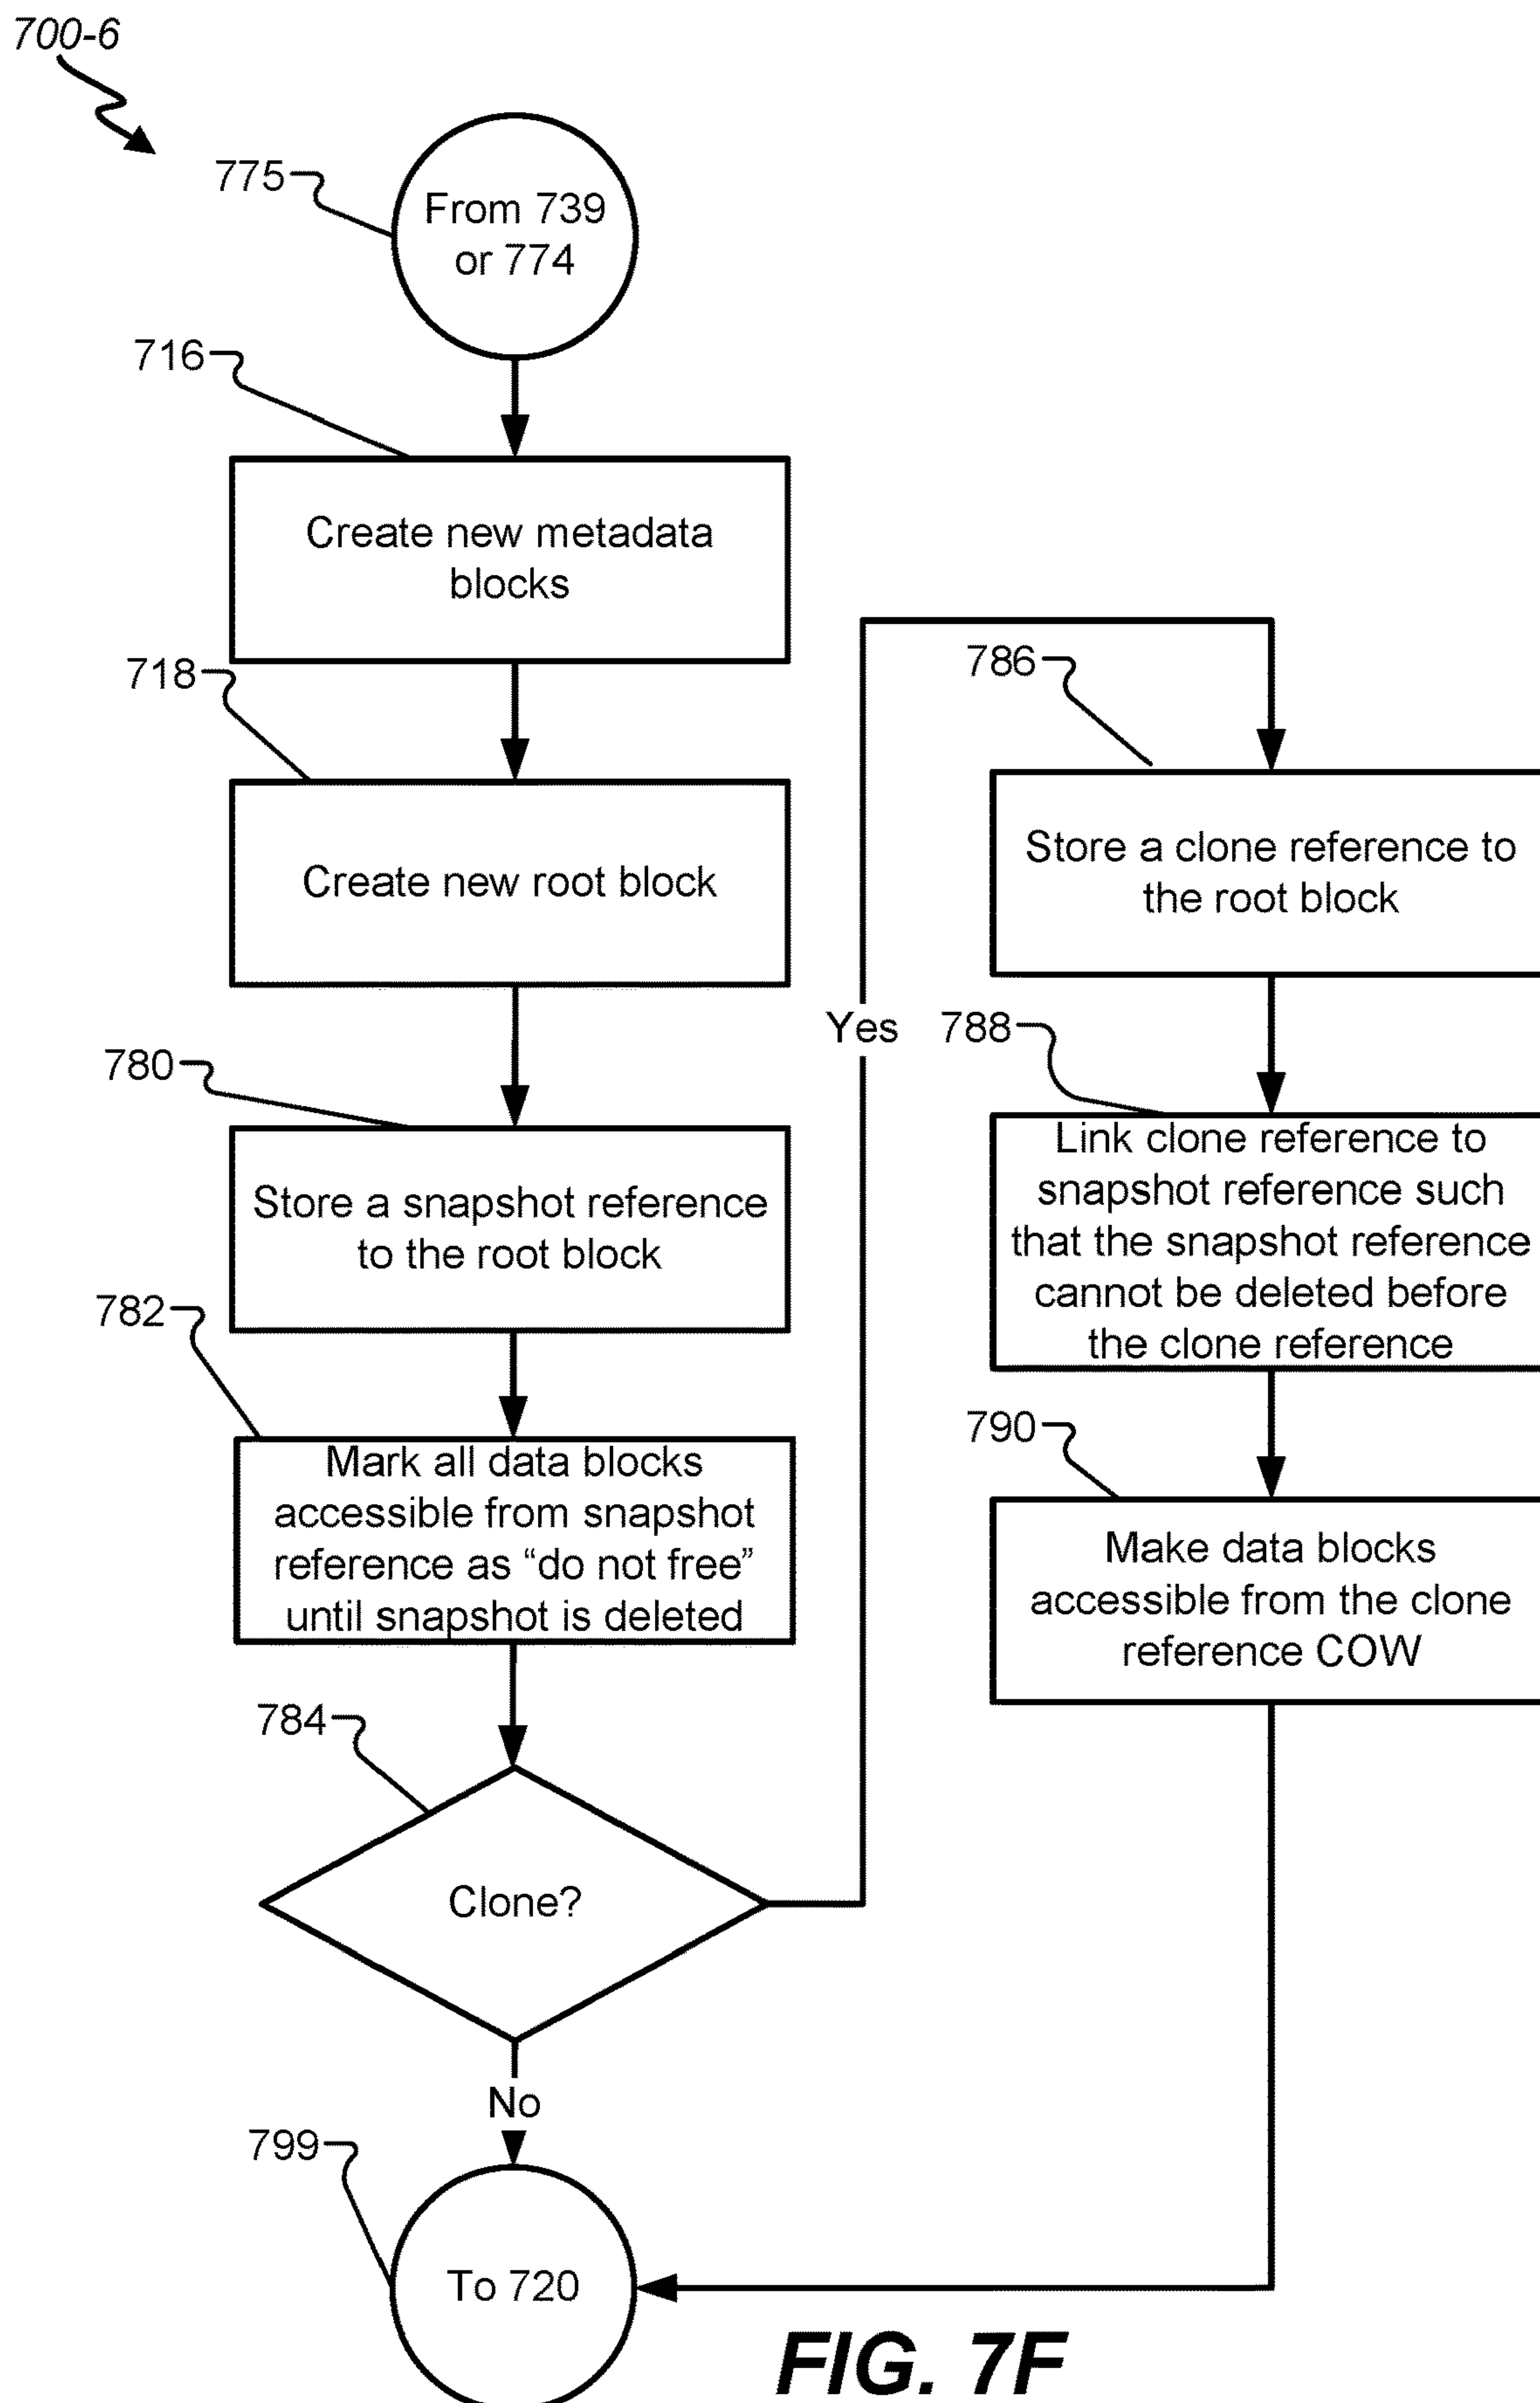 700-6
775
From 739
or 774
716
Create new metadata
blocks
718
Create new root block
780
Store a snapshot reference
to the root block
782
Mark all data blocks
accessible from snapshot
reference as “do not free”
until snapshot is deleted
784
Clone?
Yes
No
786
Store a clone reference to
the root block
788
Link clone reference to
snapshot reference such
that the snapshot reference
cannot be deleted before
the clone reference
790
Make data blocks
accessible from the clone
reference COW
799
To 720
FIG. 7F